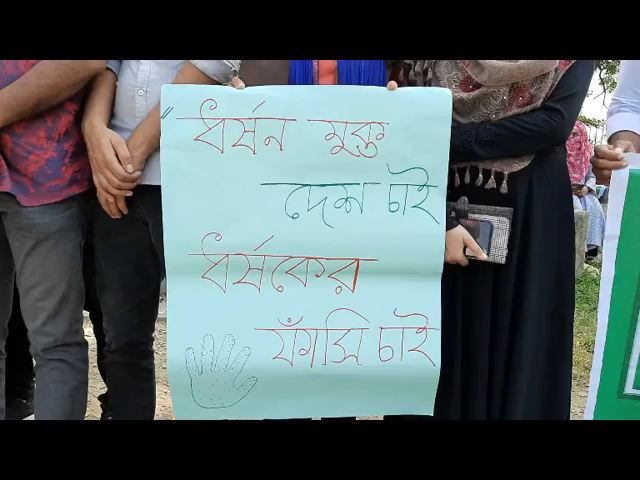 "ধর্ষন মুক্ত
দেশ চাই
ধর্ষকের
ফাঁসি চাই